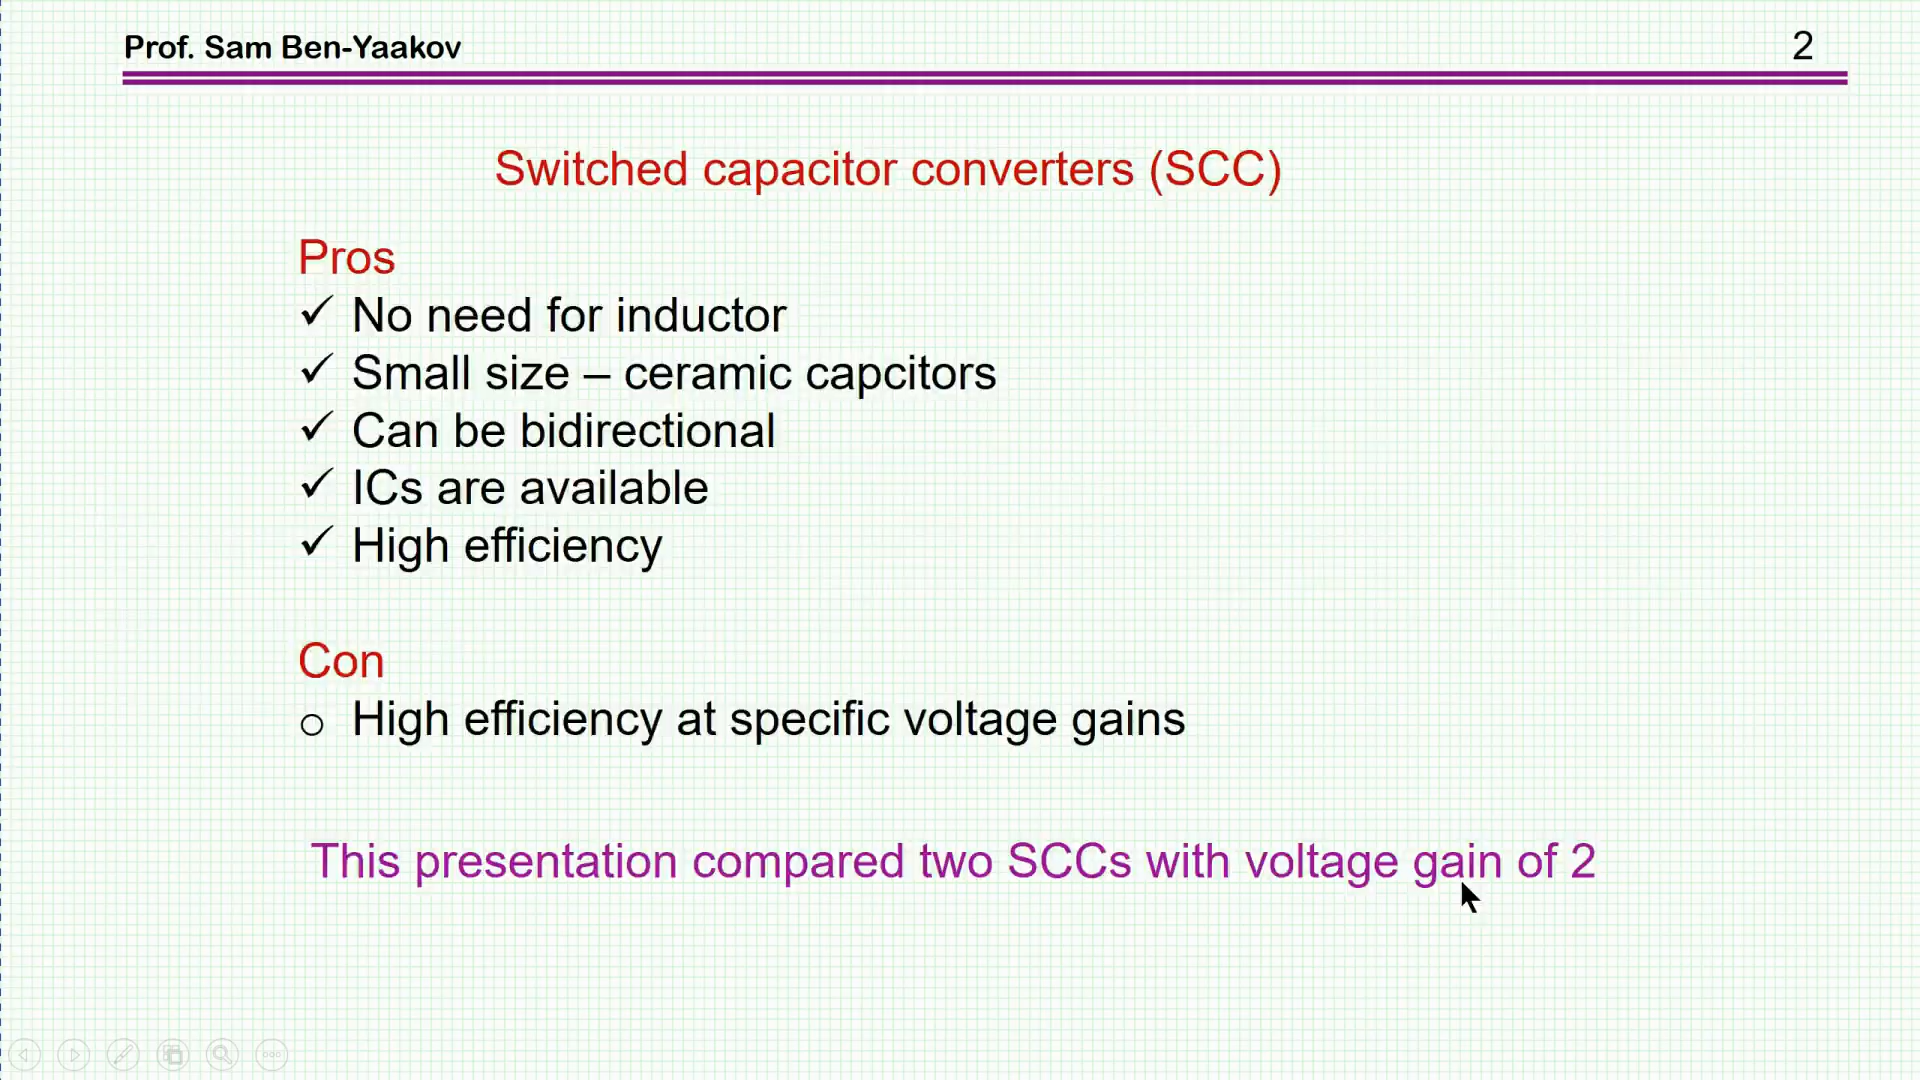 Prof. Sam Ben-Yaakov
2
Switched capacitor converters (SCC)
Pros
✓ No need for inductor
✓ Small size – ceramic capcitors
✓ Can be bidirectional
✓ ICs are available
✓ High efficiency
Con
o High efficiency at specific voltage gains
This presentation compared two SCCs with voltage gain of 2